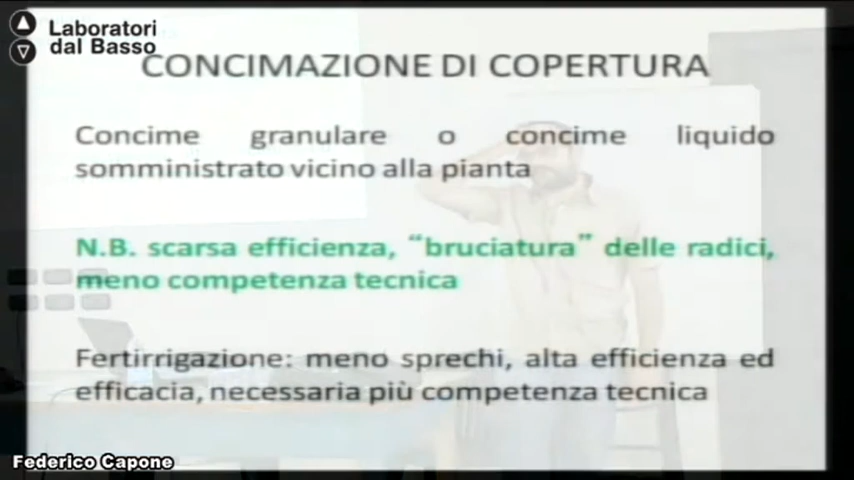 Laboratori
dal Basso
CONCIMAZIONE DI COPERTURA
Concime granulare o concime liquido
somministrato vicino alla pianta
N.B. scarsa efficienza, “bruciatura” delle radici,
meno competenza tecnica
Fertirrigazione: meno sprechi, alta efficienza ed
efficacia, necessaria più competenza tecnica
Federico Capone